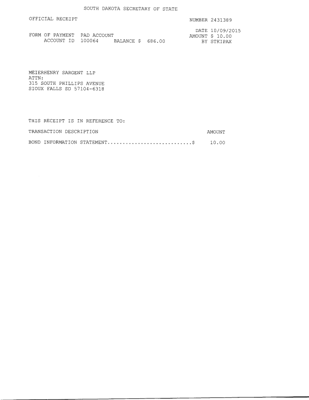 SOUTH DAKOTA SECRETARY OF STATE
OFFICIAL RECEIPT NUMBER 2431389
DATE 10/09/2015
FORM OF PAYMENT PAD ACCOUNT AMOUNT $ 10.00
ACCOUNT ID 100064 BALANCE $ 686.00 BY STRIPAK
MEIERHENRY SARGENT LLP
ATTN:
315 SOUTH PHILLIPS AVENUE
SIOUX FALLS SD 57104-6318
THIS RECEIPT IS IN REFERENCE TO:
TRANSACTION DESCRIPTION AMOUNT
BOND INFORMATION STATEMENT............................$ 10.00